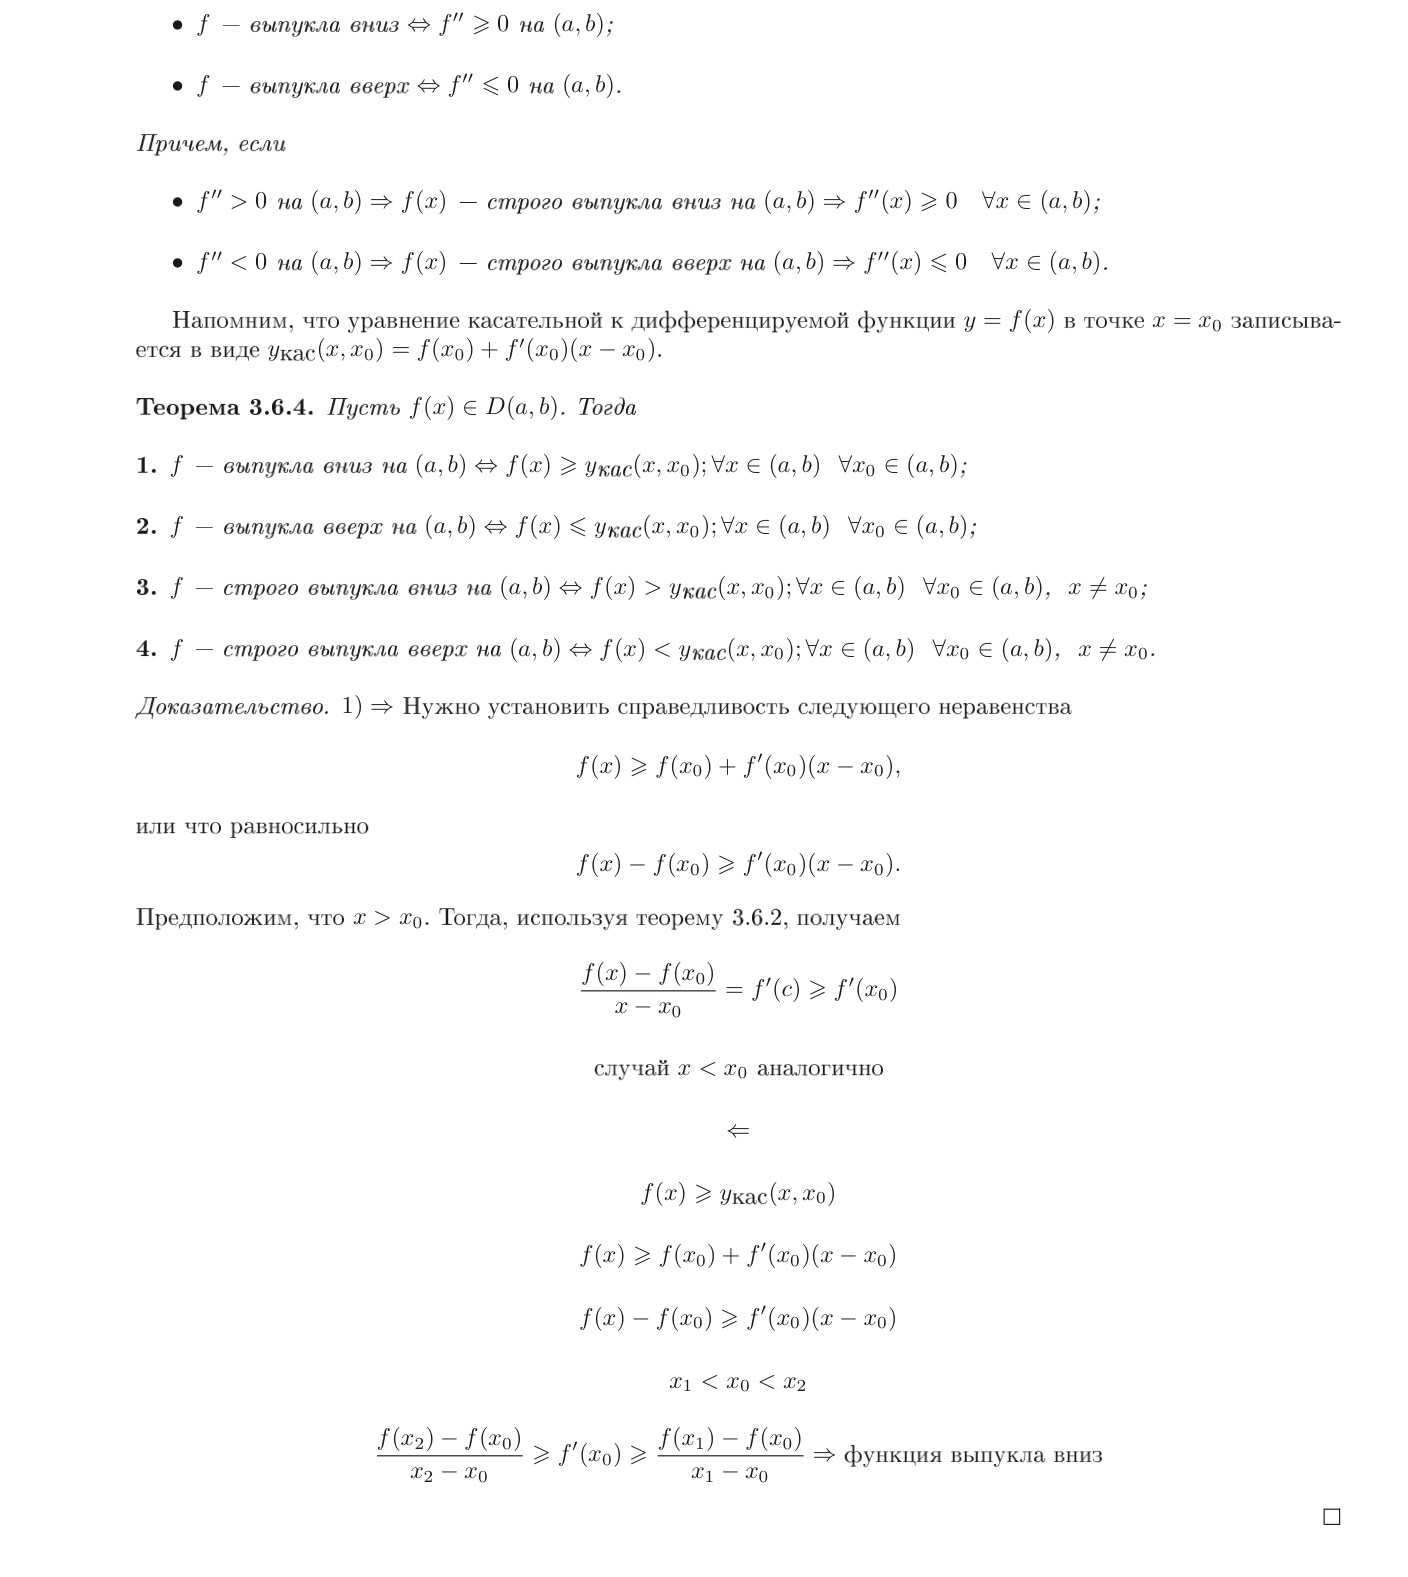 • f − выпукла вниз ⇔ f″ ⩾ 0 на (a, b);
• f − выпукла вверх ⇔ f″ ⩽ 0 на (a, b).
Причем, если
• f″ > 0 на (a, b) ⇒ f(x) − строго выпукла вниз на (a, b) ⇒ f″(x) ⩾ 0 ∀x ∈ (a, b);
• f″ < 0 на (a, b) ⇒ f(x) − строго выпукла вверх на (a, b) ⇒ f″(x) ⩽ 0 ∀x ∈ (a, b).
Напомним, что уравнение касательной к дифференцируемой функции y = f(x) в точке x = x₀ записыва-
ется в виде y_кас(x, x₀) = f(x₀) + f′(x₀)(x − x₀).
Теорема 3.6.4. Пусть f(x) ∈ D(a, b). Тогда
1. f − выпукла вниз на (a, b) ⇔ f(x) ⩾ y_кас(x, x₀); ∀x ∈ (a, b) ∀x₀ ∈ (a, b);
2. f − выпукла вверх на (a, b) ⇔ f(x) ⩽ y_кас(x, x₀); ∀x ∈ (a, b) ∀x₀ ∈ (a, b);
3. f − строго выпукла вниз на (a, b) ⇔ f(x) > y_кас(x, x₀); ∀x ∈ (a, b) ∀x₀ ∈ (a, b), x ≠ x₀;
4. f − строго выпукла вверх на (a, b) ⇔ f(x) < y_кас(x, x₀); ∀x ∈ (a, b) ∀x₀ ∈ (a, b), x ≠ x₀.
Доказательство. 1) ⇒ Нужно установить справедливость следующего неравенства
f(x) ⩾ f(x₀) + f′(x₀)(x − x₀),
или что равносильно
f(x) − f(x₀) ⩾ f′(x₀)(x − x₀).
Предположим, что x > x₀. Тогда, используя теорему 3.6.2, получаем
(f(x) − f(x₀))/(x − x₀) = f′(c) ⩾ f′(x₀)
случай x < x₀ аналогично
⇐
f(x) ⩾ y_кас(x, x₀)
f(x) ⩾ f(x₀) + f′(x₀)(x − x₀)
f(x) − f(x₀) ⩾ f′(x₀)(x − x₀)
x₁ < x₀ < x₂
(f(x₂) − f(x₀))/(x₂ − x₀) ⩾ f′(x₀) ⩾ (f(x₁) − f(x₀))/(x₁ − x₀) ⇒ функция выпукла вниз
□